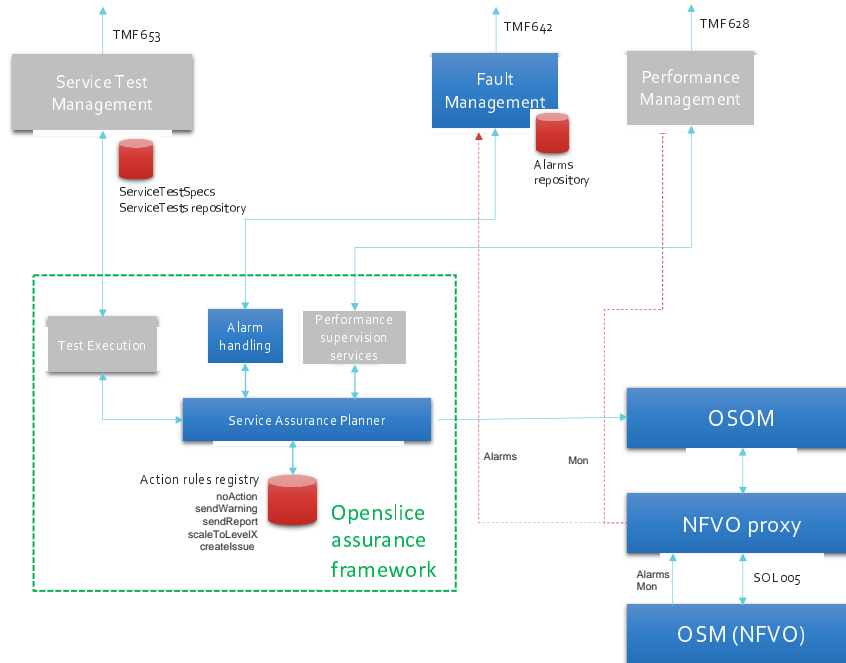 TMF653
TMF642
TMF628
Service Test
Management
Fault
Management
Performance
Management
ServiceTestSpecs
ServiceTests repository
Alarms
repository
Test Execution
Alarm
handling
Performance
supervision
services
Service Assurance Planner
OSOM
Action rules registry
noAction
sendWarning
sendReport
scaleToLevelX
createIssue
Openslice
assurance
framework
Alarms
Mon
NFVO proxy
Alarms
Mon
SOL005
OSM (NFVO)